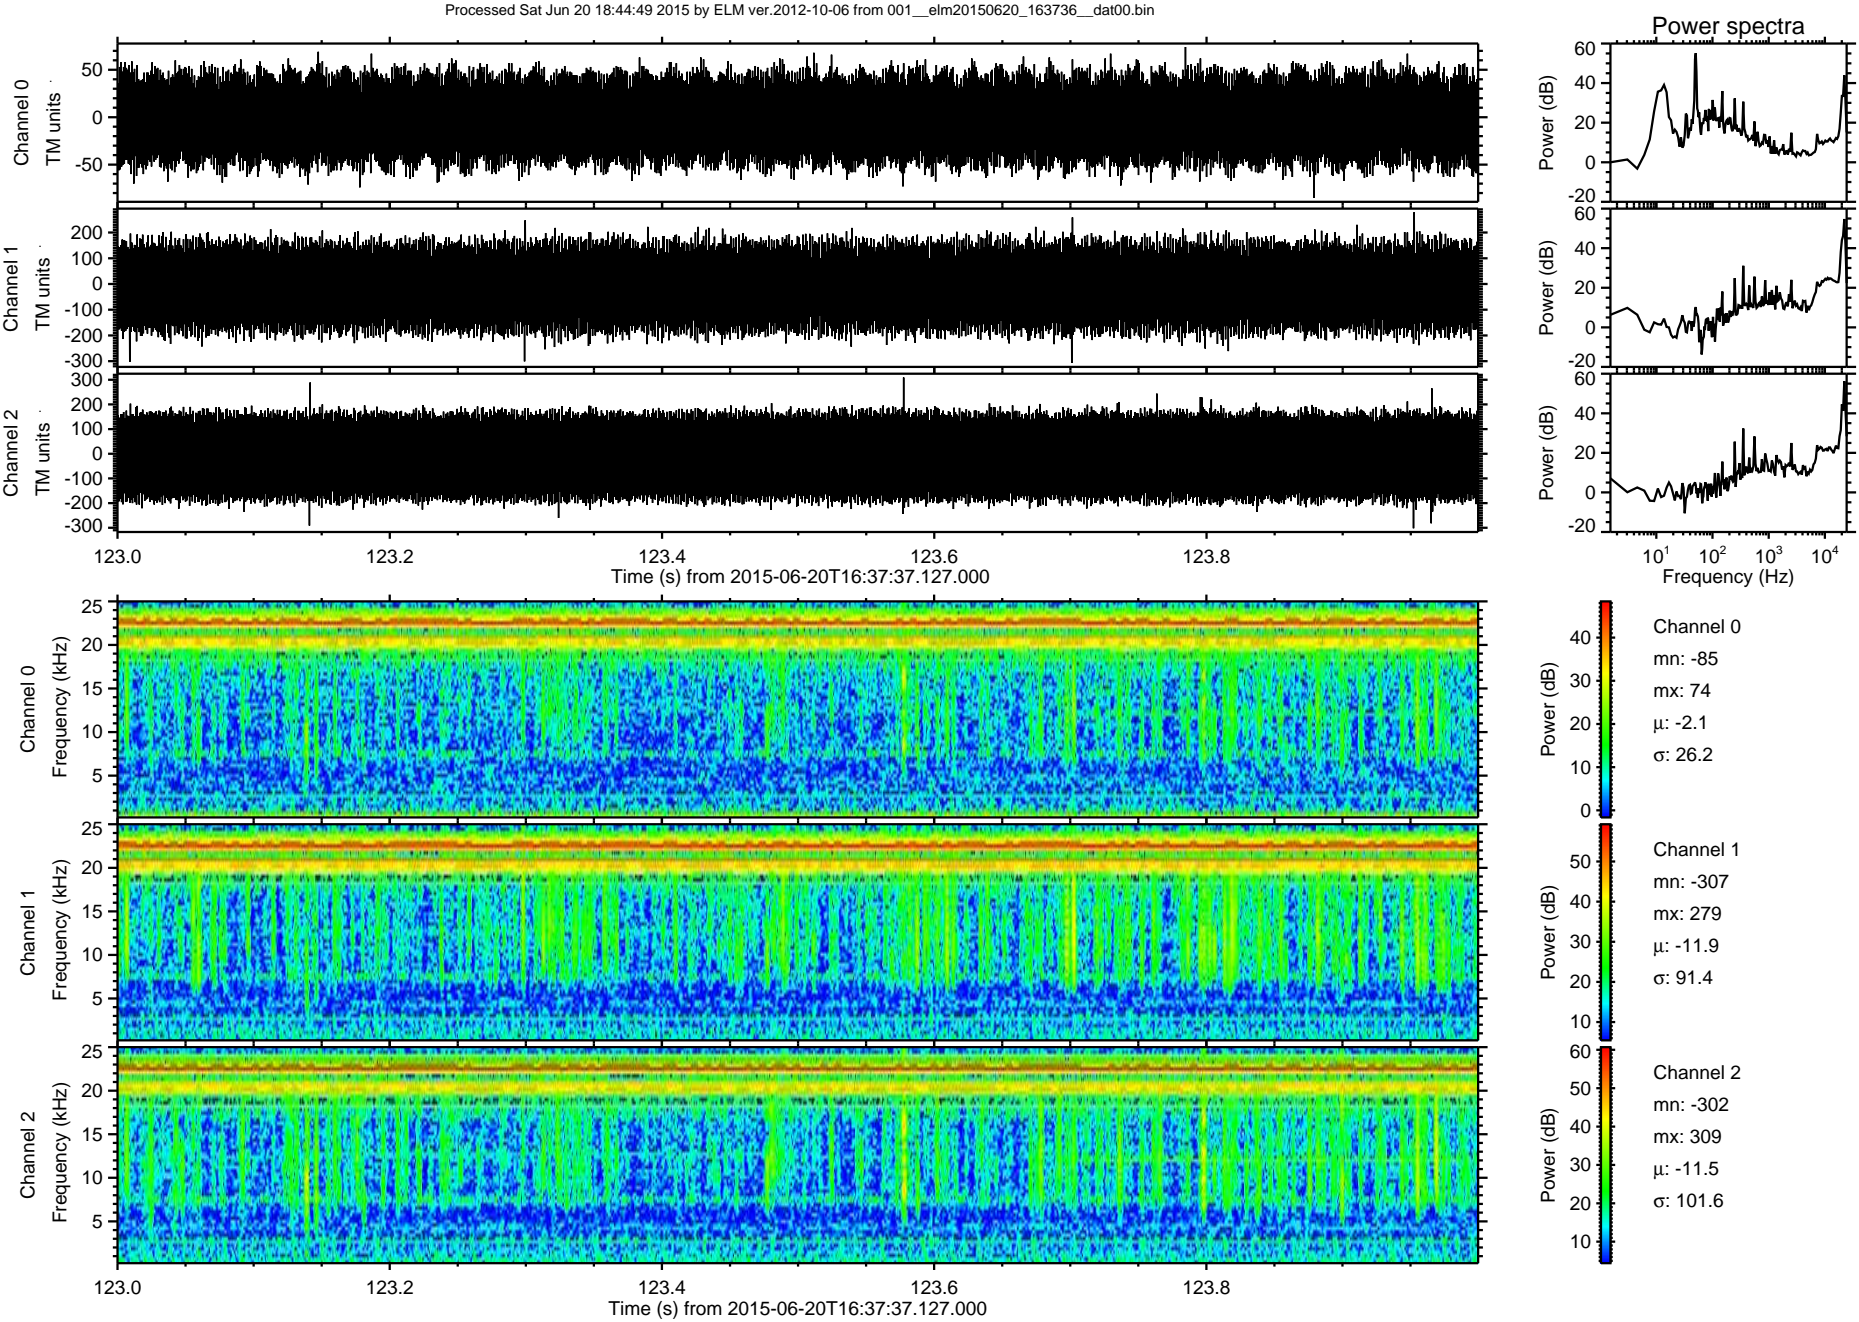 Processed Sat Jun 20 18:44:49 2015 by ELM ver.2012-10-06 from 001__elm20150620_163736__dat00.bin
Power spectra
Channel 0
TM units
50
0
-50
Power (dB)
60
40
20
0
-20
Channel 1
TM units
200
100
0
-100
-200
-300
Power (dB)
60
40
20
0
-20
Channel 2
TM units
300
200
100
0
-100
-200
-300
Power (dB)
60
40
20
0
-20
123.0 123.2 123.4 123.6 123.8
Time (s) from 2015-06-20T16:37:37.127.000
10^1 10^2 10^3 10^4
Frequency (Hz)
Channel 0
Frequency (kHz)
25
20
15
10
5
Power (dB)
40
30
20
10
0
Channel 0
mn: -85
mx: 74
μ: -2.1
σ: 26.2
Channel 1
Frequency (kHz)
25
20
15
10
5
Power (dB)
50
40
30
20
10
Channel 1
mn: -307
mx: 279
μ: -11.9
σ: 91.4
Channel 2
Frequency (kHz)
25
20
15
10
5
Power (dB)
60
50
40
30
20
10
Channel 2
mn: -302
mx: 309
μ: -11.5
σ: 101.6
123.0 123.2 123.4 123.6 123.8
Time (s) from 2015-06-20T16:37:37.127.000